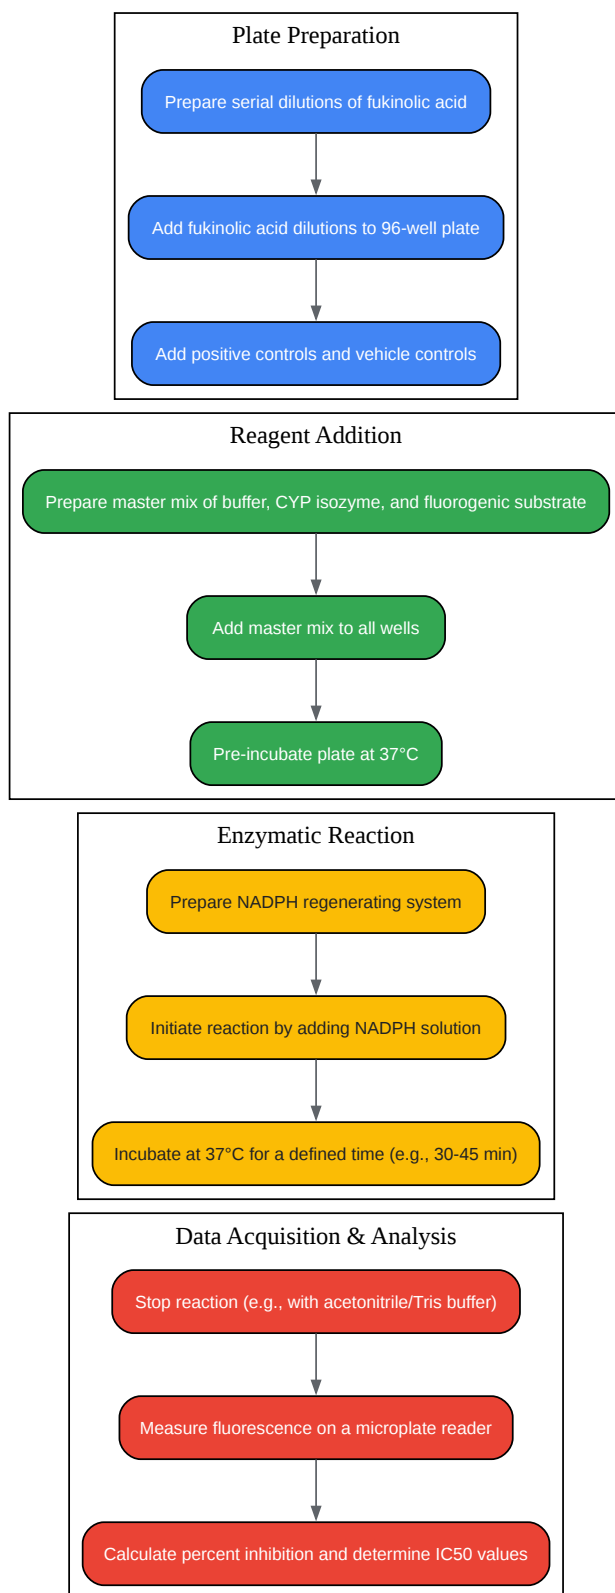 Plate Preparation
Prepare serial dilutions of fukinolic acid
Add fukinolic acid dilutions to 96-well plate
Add positive controls and vehicle controls
Reagent Addition
Prepare master mix of buffer, CYP isozyme, and fluorogenic substrate
Add master mix to all wells
Pre-incubate plate at 37°C
Enzymatic Reaction
Prepare NADPH regenerating system
Initiate reaction by adding NADPH solution
Incubate at 37°C for a defined time (e.g., 30-45 min)
Data Acquisition & Analysis
Stop reaction (e.g., with acetonitrile/Tris buffer)
Measure fluorescence on a microplate reader
Calculate percent inhibition and determine IC50 values